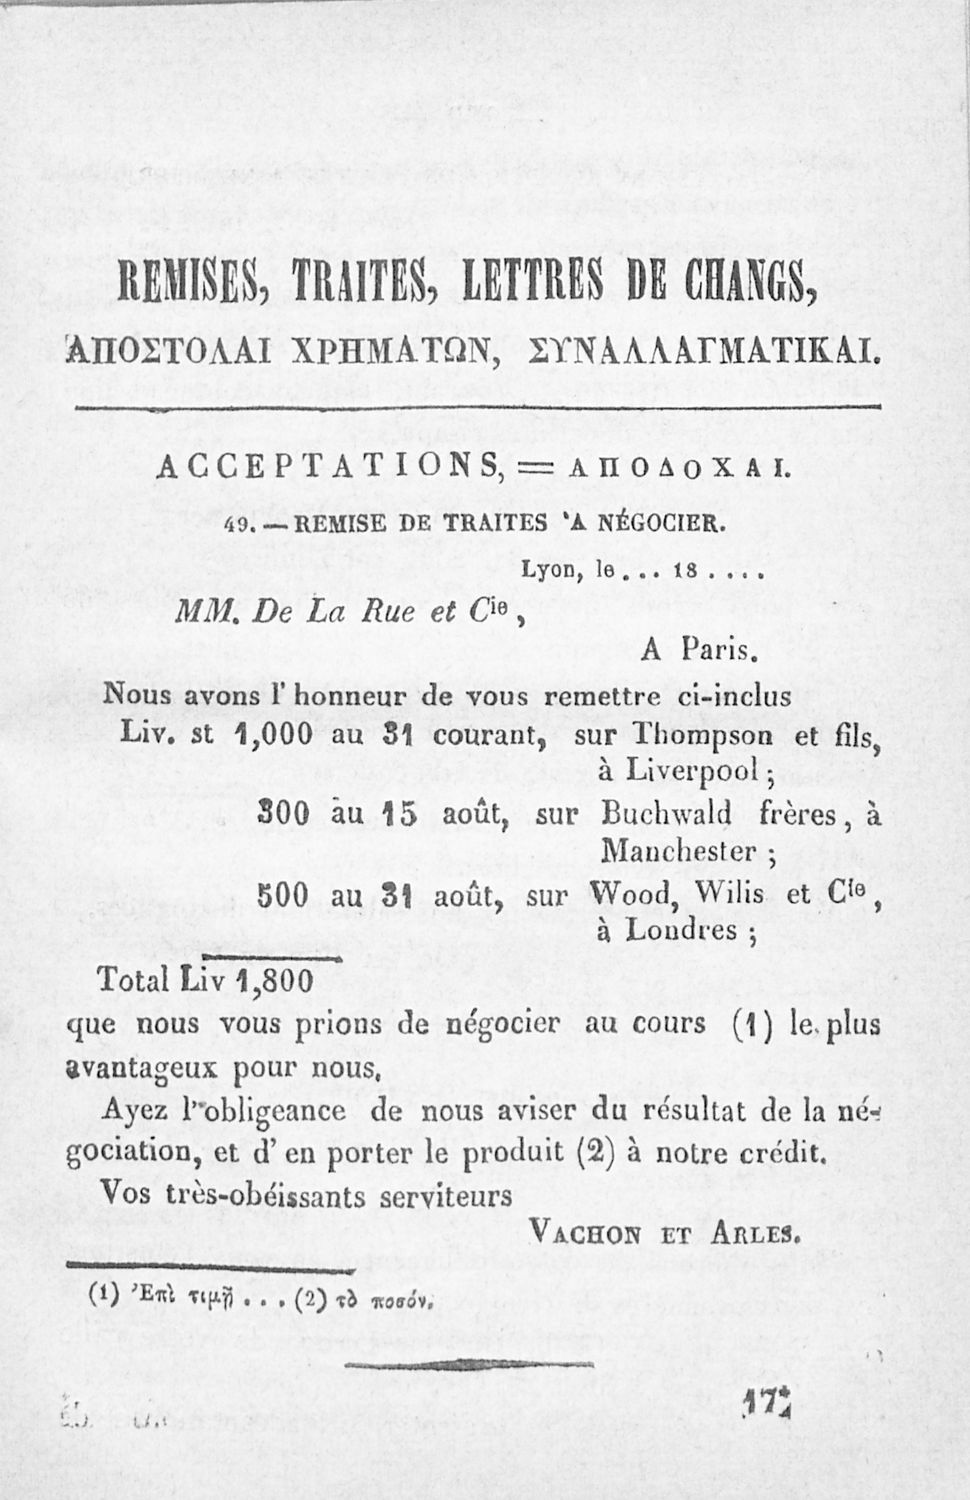 REMISES, TRAITES, LETTRES DE CHANGS,
ἈΠΟΣΤΟΛΑΙ ΧΡΗΜΑΤΩΝ, ΣΥΝΑΛΛΑΓΜΑΤΙΚΑΙ.
ACCEPTATIONS, = ΑΠΟΔΟΧΑΙ.
49. — REMISE DE TRAITES 'A NÉGOCIER.
Lyon, le... 18....
MM. De La Rue et Cie,
A Paris.
Nous avons l'honneur de vous remettre ci-inclus
Liv. st 1,000 au 31 courant, sur Thompson et fils,
à Liverpool;
300 au 15 août, sur Buchwald frères, à
Manchester;
500 au 31 août, sur Wood, Wilis et Cie,
à Londres;
Total Liv 1,800
que nous vous prions de négocier au cours (1) le plus
avantageux pour nous.
Ayez l'obligeance de nous aviser du résultat de la né-
gociation, et d'en porter le produit (2) à notre crédit.
Vos très-obéissants serviteurs
VACHON ET ARLES.
(1) Ἐπὶ τιμῇ . . . (2) τὸ ποσόν.